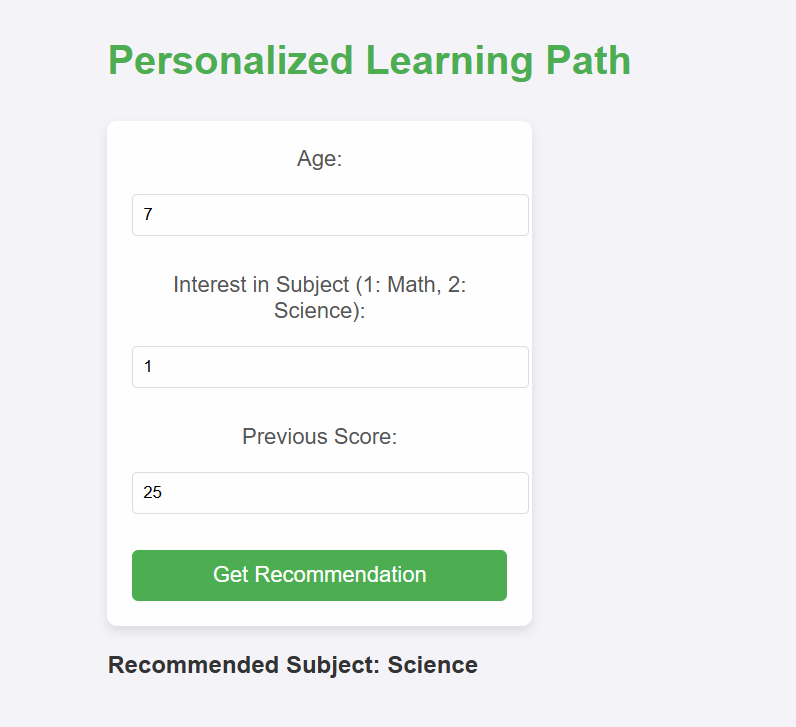 Personalized Learning Path
Age:
7
Interest in Subject (1: Math, 2:
Science):
1
Previous Score:
25
Get Recommendation
Recommended Subject: Science